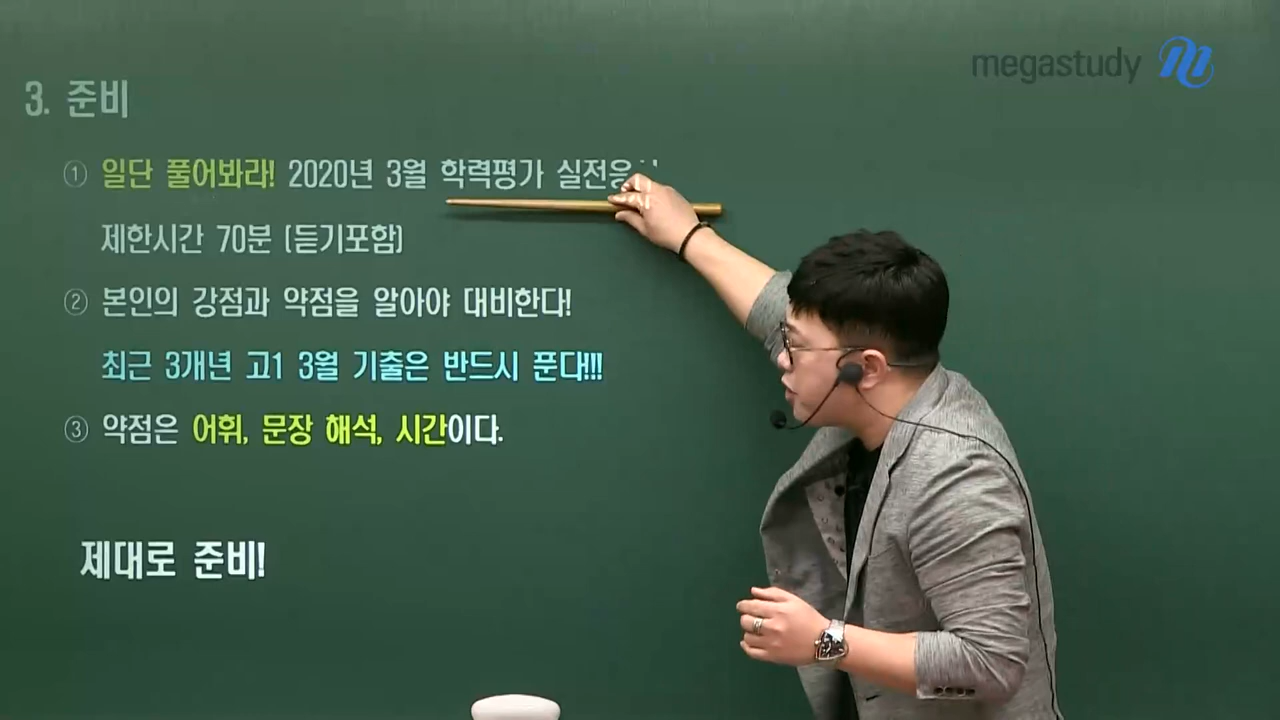 megastudy
3. 준비
① 일단 풀어봐라! 2020년 3월 학력평가
제한시간 70분 (듣기포함)
② 본인의 강점과 약점을 알아야 대비한다!
최근 3개년 고1 3월 기출은 반드시 푼다!!!
③ 약점은 어휘, 문장 해석, 시간이다.
제대로 준비!